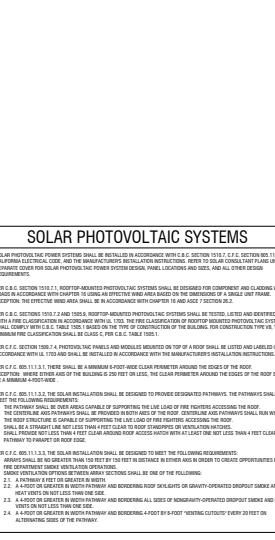 SOLAR PHOTOVOLTAIC SYSTEMS
SOLAR PHOTOVOLTAIC POWER SYSTEMS SHALL BE INSTALLED IN ACCORDANCE WITH C.B.C. SECTION 1510.7, C.F.C. SECTION 605.11,
CALIFORNIA ELECTRICAL CODE, AND THE MANUFACTURER'S INSTALLATION INSTRUCTIONS. REFER TO SOLAR CONSULTANT PLANS UNDER
SEPARATE COVER FOR SOLAR PHOTOVOLTAIC POWER SYSTEM DESIGN, PANEL LOCATIONS AND SIZES, AND ALL OTHER DESIGN
REQUIREMENTS.
PER C.B.C. SECTION 1510.7.1, ROOFTOP-MOUNTED PHOTOVOLTAIC SYSTEMS SHALL BE DESIGNED FOR COMPONENT AND CLADDING
LOADS IN ACCORDANCE WITH CHAPTER 16 USING AN EFFECTIVE WIND AREA BASED ON THE DIMENSIONS OF A SINGLE UNIT FRAME.
EXCEPTION. THE EFFECTIVE WIND AREA SHALL BE IN ACCORDANCE WITH CHAPTER 16 AND ASCE 7 SECTION 26.2.
PER C.B.C. SECTIONS 1510.7.2 AND 1505.9, ROOFTOP-MOUNTED PHOTOVOLTAIC SYSTEMS SHALL BE TESTED, LISTED AND IDENTIFIED
WITH A FIRE CLASSIFICATION IN ACCORDANCE WITH UL 1703. THE FIRE CLASSIFICATION OF ROOFTOP MOUNTED PHOTOVOLTAIC SYSTEMS
SHALL COMPLY WITH C.B.C. TABLE 1505.1 BASED ON THE TYPE OF CONSTRUCTION OF THE BUILDING. FOR CONSTRUCTION TYPE
MINIMUM FIRE CLASSIFICATION SHALL BE CLASS C, PER C.B.C. TABLE 1505.1.
PER C.F.C. SECTION 1509.7.4, PHOTOVOLTAIC PANELS AND MODULES MOUNTED ON TOP OF A ROOF SHALL BE LISTED AND LABELED
ACCORDANCE WITH UL 1703 AND SHALL BE INSTALLED IN ACCORDANCE WITH THE MANUFACTURER'S INSTALLATION INSTRUCTIONS.
PER C.F.C. 605.11.1.3.1, THERE SHALL BE A MINIMUM 6-FOOT-WIDE CLEAR PERIMETER AROUND THE EDGES OF THE ROOF.
EXCEPTION: WHERE EITHER AXIS OF THE BUILDING IS 250 FEET OR LESS, THE CLEAR PERIMETER AROUND THE EDGES OF THE ROOF
BE A MINIMUM 4-FOOT-WIDE.
PER C.F.C. 605.11.1.3.2, THE SOLAR INSTALLATION SHALL BE DESIGNED TO PROVIDE DESIGNATED PATHWAYS. THE PATHWAYS SHALL
MEET THE FOLLOWING REQUIREMENTS:
THE PATHWAY SHALL BE OVER AREAS CAPABLE OF SUPPORTING THE LIVE LOAD OF FIRE FIGHTERS ACCESSING THE ROOF.
THE CENTERLINE AXIS PATHWAYS SHALL BE PROVIDED IN BOTH AXES OF THE ROOF. CENTERLINE AXIS PATHWAYS SHALL RUN
THE ROOF STRUCTURE IS CAPABLE OF SUPPORTING THE LIVE LOAD OF FIRE FIGHTERS ACCESSING THE ROOF.
SHALL BE A STRAIGHT LINE NOT LESS THAN 4 FEET CLEAR TO ROOF STANDPIPES OR VENTILATION HATCHES.
SHALL PROVIDE NOT LESS THAN 4 FEET CLEAR AROUND ROOF ACCESS HATCH WITH AT LEAST ONE NOT LESS THAN 4 FEET CLEAR
PATHWAY TO PARAPET OR ROOF EDGE.
PER C.F.C. 605.11.1.3.3, THE SOLAR INSTALLATION SHALL BE DESIGNED TO MEET THE FOLLOWING REQUIREMENTS:
ARRAYS SHALL BE NO GREATER THAN 150 FEET BY 150 FEET IN DISTANCE IN EITHER AXIS IN ORDER TO CREATE OPPORTUNITIES
FIRE DEPARTMENT SMOKE VENTILATION OPERATIONS.
SMOKE VENTILATION OPTIONS BETWEEN ARRAY SECTIONS SHALL BE ONE OF THE FOLLOWING:
2.1. A PATHWAY 8 FEET OR GREATER IN WIDTH.
2.2. A 4-FOOT OR GREATER IN WIDTH PATHWAY AND BORDERING ROOF SKYLIGHTS OR GRAVITY-OPERATED DROPOUT SMOKE AND
HEAT VENTS ON NOT LESS THAN ONE SIDE.
2.3. A 4-FOOT OR GREATER IN WIDTH PATHWAY AND BORDERING ALL SIDES OF NONGRAVITY-OPERATED DROPOUT SMOKE AND
VENTS ON NOT LESS THAN ONE SIDE.
2.4. A 4-FOOT OR GREATER IN WIDTH PATHWAY AND BORDERING 4-FOOT BY 8-FOOT "VENTING CUTOUTS" EVERY 20 FEET ON
ALTERNATING SIDES OF THE PATHWAY.